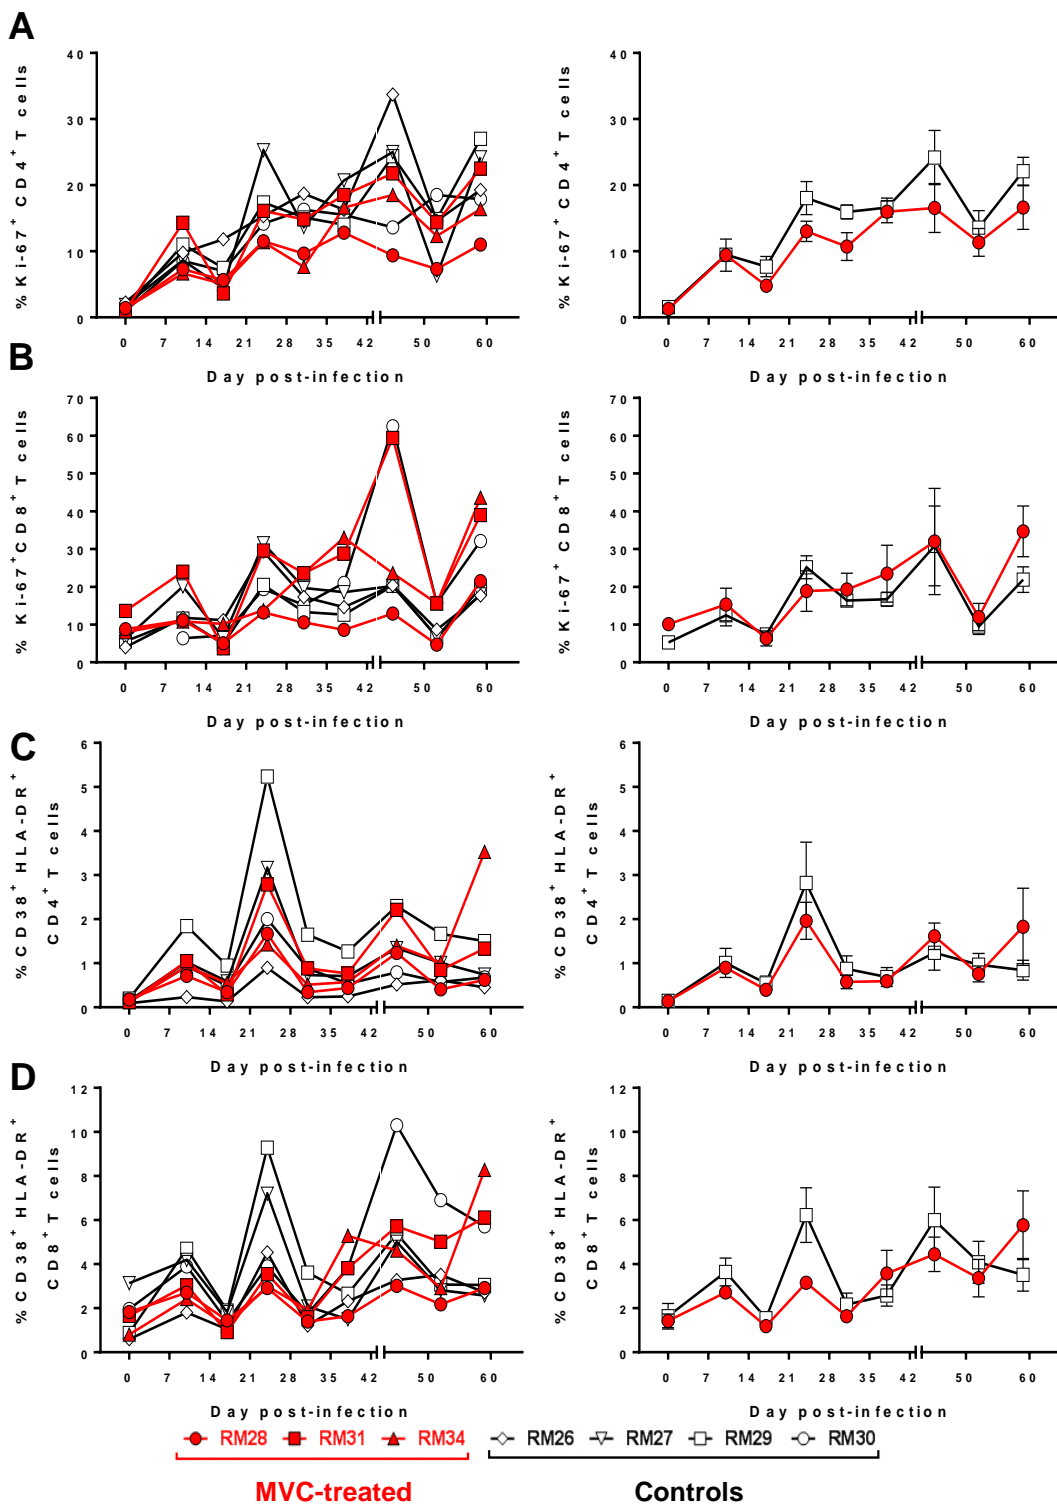 A
% Ki-67+ CD4+ T cells
40
30
20
10
0
0 7 14 21 28 35 42 50 60
Day post-infection
% Ki-67+ CD4+ T cells
40
30
20
10
0
0 7 14 21 28 35 42 50 60
Day post-infection
B
% Ki-67+ CD8+ T cells
70
60
50
40
30
20
10
0
0 7 14 21 28 35 42 50 60
Day post-infection
% Ki-67+ CD8+ T cells
70
60
50
40
30
20
10
0
0 7 14 21 28 35 42 50 60
Day post-infection
C
% CD38+ HLA-DR+
CD4+ T cells
6
5
4
3
2
1
0
0 7 14 21 28 35 42 50 60
Day post-infection
% CD38+ HLA-DR+
CD4+ T cells
6
5
4
3
2
1
0
0 7 14 21 28 35 42 50 60
Day post-infection
D
% CD38+ HLA-DR+
CD8+ T cells
12
10
8
6
4
2
0
0 7 14 21 28 35 42 50 60
Day post-infection
% CD38+ HLA-DR+
CD8+ T cells
12
10
8
6
4
2
0
0 7 14 21 28 35 42 50 60
Day post-infection
RM28 RM31 RM34 RM26 RM27 RM29 RM30
MVC-treated Controls